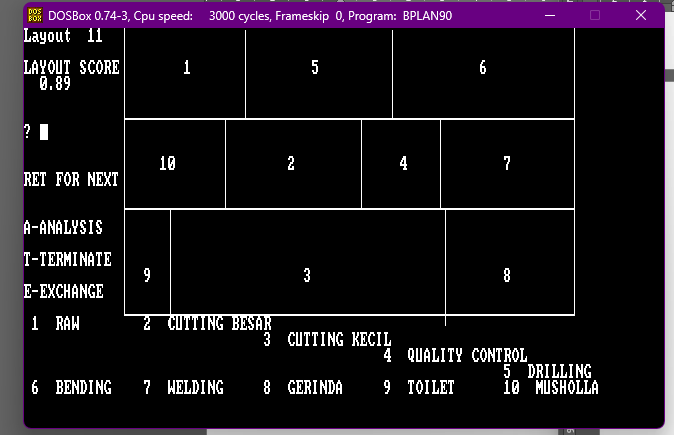 DOS BOX DOSBox 0.74-3, Cpu speed: 3000 cycles, Frameskip 0, Program: BPLAN90
Layout 11
LAYOUT SCORE
0.89
1 5 6
?
10 2 4 7
RET FOR NEXT
A-ANALYSIS
T-TERMINATE
9 3 8
E-EXCHANGE
1 RAW 2 CUTTING BESAR
3 CUTTING KECIL
4 QUALITY CONTROL
5 DRILLING
6 BENDING 7 WELDING 8 GERINDA 9 TOILET 10 MUSHOLLA